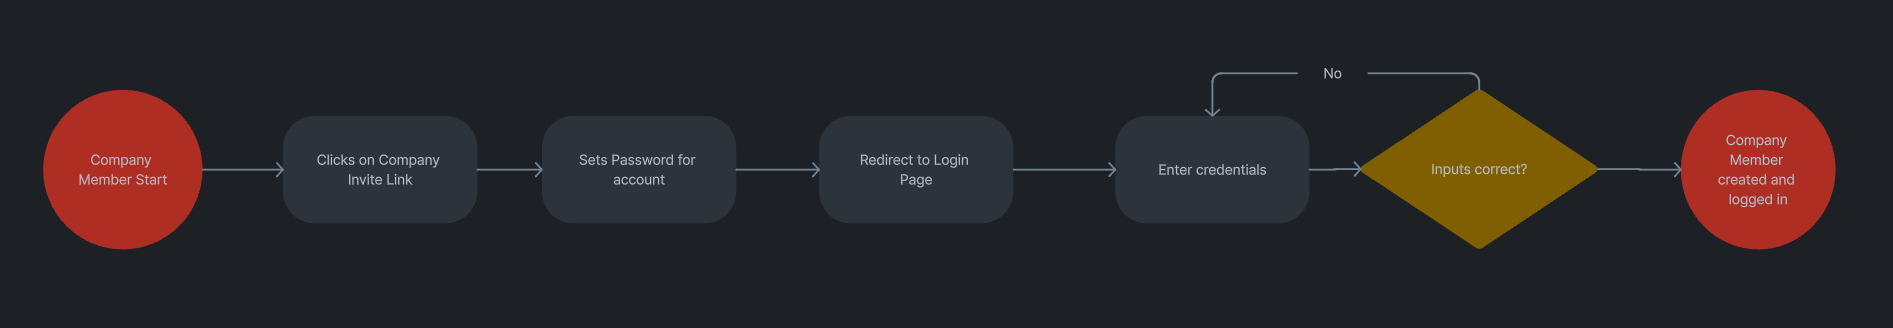 Company
Member Start
Clicks on Company
Invite Link
Sets Password for
account
Redirect to Login
Page
Enter credentials
No
Inputs correct?
Company
Member
created and
logged in